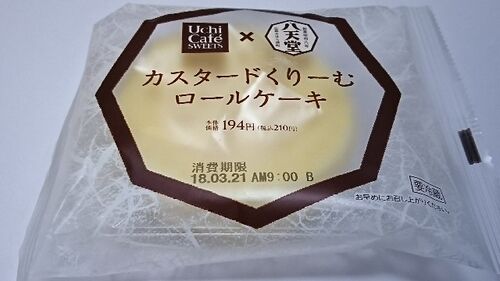 Uchi
Café
SWEETS
×
八天堂
カスタードくりーむ
ロールケーキ
本体
価格 194円(税込210円)
消費期限
18.03.21 AM9:00 B
要冷蔵
お早めにお召し上がりください。